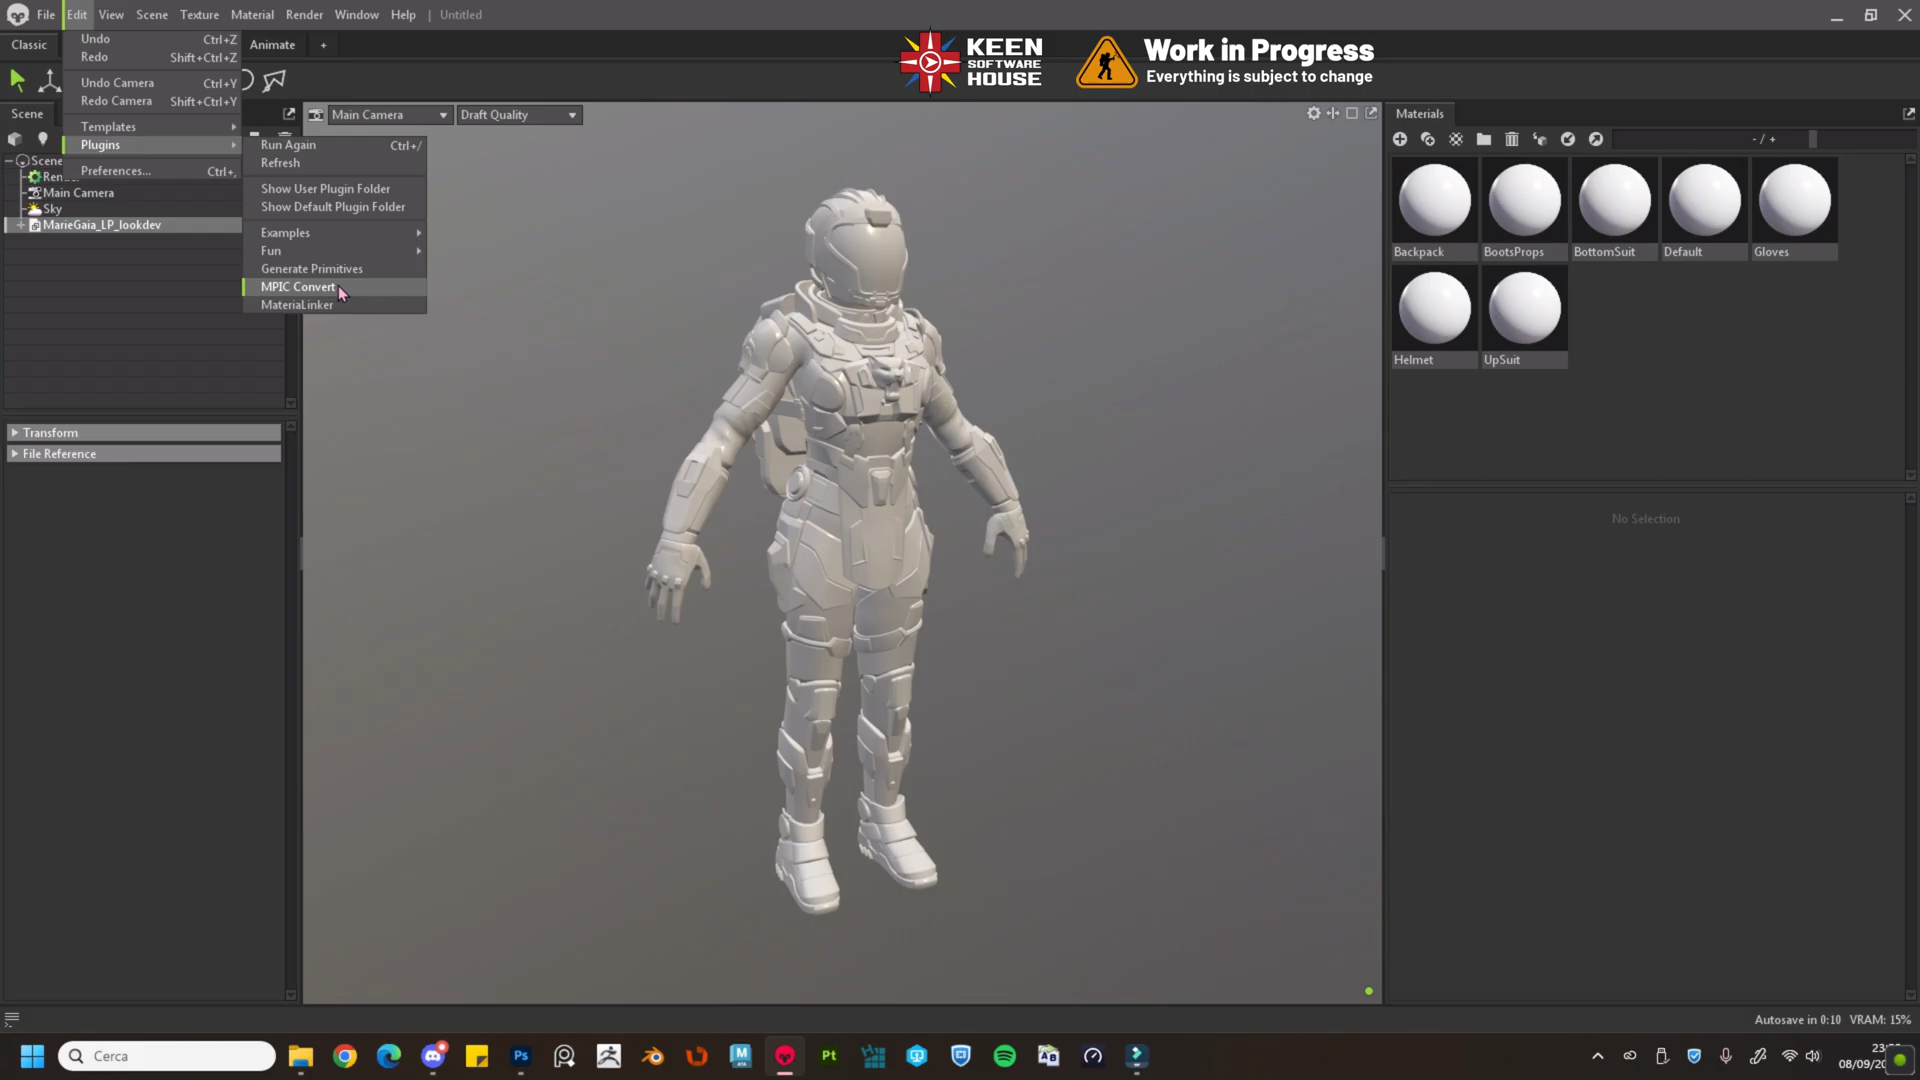 File Edit View Scene Texture Material Render Window Help | Untitled
Classic
Animate +
Undo Ctrl+Z
Redo Shift+Ctrl+Z
Undo Camera Ctrl+Y
Redo Camera Shift+Ctrl+Y
Templates
Plugins
Preferences... Ctrl+,
Run Again Ctrl+/
Refresh
Show User Plugin Folder
Show Default Plugin Folder
Examples
Fun
Generate Primitives
MPIC Convert
MateriaLinker
KEEN
SOFTWARE
HOUSE
Work in Progress
Everything is subject to change
Scene
Scene
Main Camera
Sky
MarieGaia_LP_lookdev
Transform
File Reference
Main Camera
Draft Quality
Materials
- / +
Backpack
BootsProps
BottomSuit
Default
Gloves
Helmet
UpSuit
No Selection
Autosave in 0:10 VRAM: 15%
Cerca
Ps
M
Pt